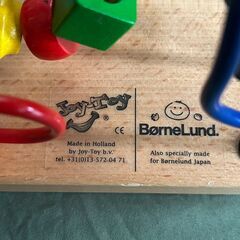 Joy-Toy
®
CE
Made in Holland
by Joy-Toy b.v.
tel. +31(0)13-572 04 71
BørneLund.
Also specially made
for Børnelund Japan